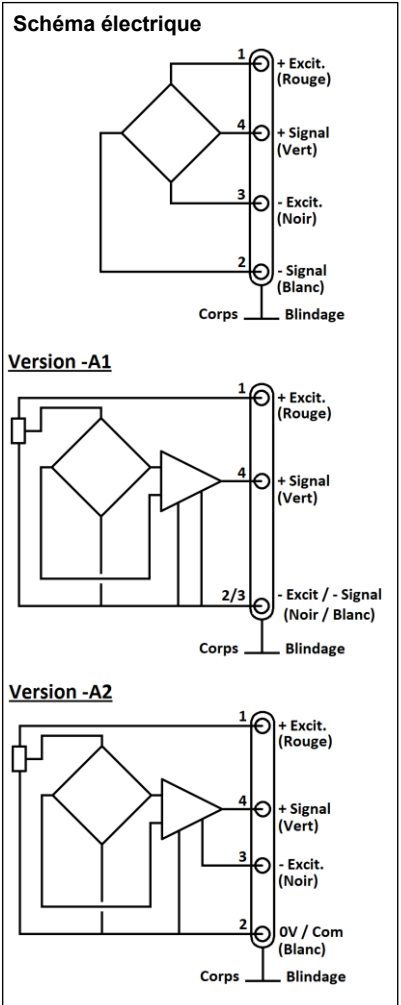 Schéma électrique
1
+ Excit.
(Rouge)
4
+ Signal
(Vert)
3
- Excit.
(Noir)
2
- Signal
(Blanc)
Corps Blindage
Version -A1
1
+ Excit.
(Rouge)
4
+ Signal
(Vert)
2/3
- Excit / - Signal
(Noir / Blanc)
Corps Blindage
Version -A2
1
+ Excit.
(Rouge)
4
+ Signal
(Vert)
3
- Excit.
(Noir)
2
0V / Com
(Blanc)
Corps Blindage